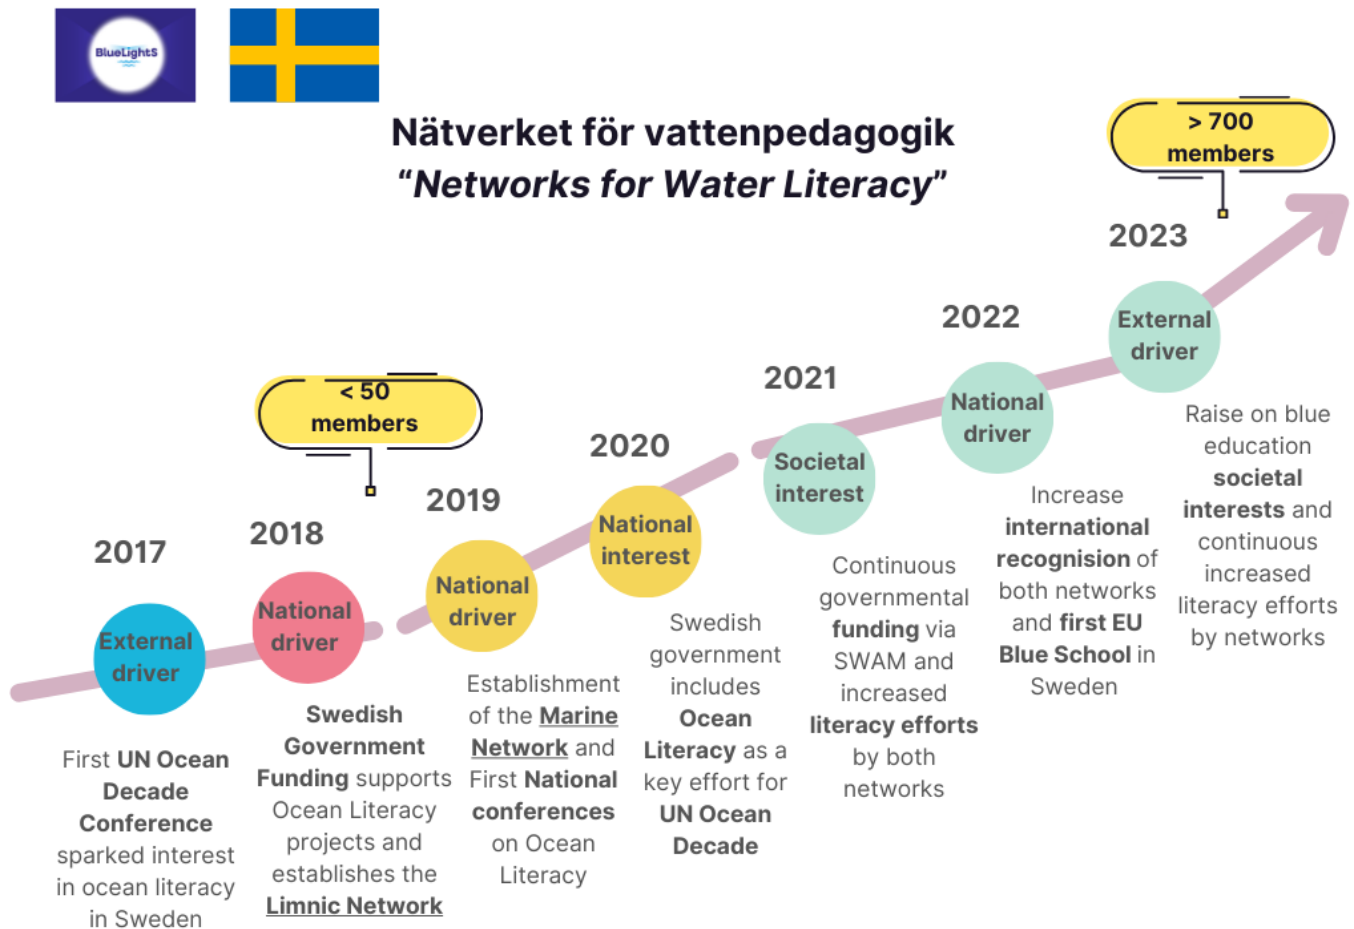 BlueLightS
Nätverket för vattenpedagogik
“Networks for Water Literacy”
> 700
members
< 50
members
2017
External
driver
First UN Ocean
Decade
Conference
sparked interest
in ocean literacy
in Sweden
2018
National
driver
Swedish
Government
Funding supports
Ocean Literacy
projects and
establishes the
Limnic Network
2019
National
driver
Establishment
of the Marine
Network and
First National
conferences
on Ocean
Literacy
2020
National
interest
Swedish
government
includes
Ocean
Literacy as a
key effort for
UN Ocean
Decade
2021
Societal
interest
Continuous
governmental
funding via
SWAM and
increased
literacy efforts
by both
networks
2022
National
driver
Increase
international
recognision of
both networks
and first EU
Blue School in
Sweden
2023
External
driver
Raise on blue
education
societal
interests and
continuous
increased
literacy efforts
by networks